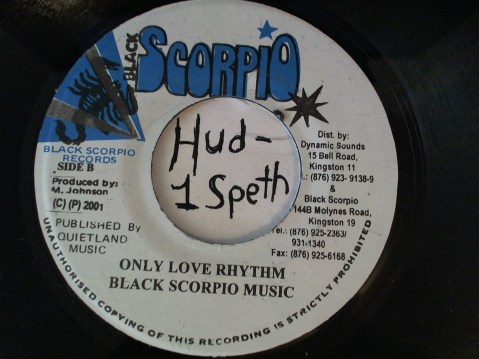 BLACK
SCORPIO
BLACK SCORPIO
RECORDS
SIDE B
Produced by:
M. Johnson
(C) (P) 2001
PUBLISHED BY
QUIETLAND
MUSIC
Hud-
1 Speth
Dist. by:
Dynamic Sounds
15 Bell Road,
Kingston 11
L.: (876) 923- 9138-9
&
Black Scorpio
144B Molynes Road,
Kingston 19
Tel.: (876) 925-2363/
931-1340
Fax: (876) 925-6168
ONLY LOVE RHYTHM
BLACK SCORPIO MUSIC
UNAUTHORISED COPYING OF THIS RECORDING IS STRICTLY PROHIBITED